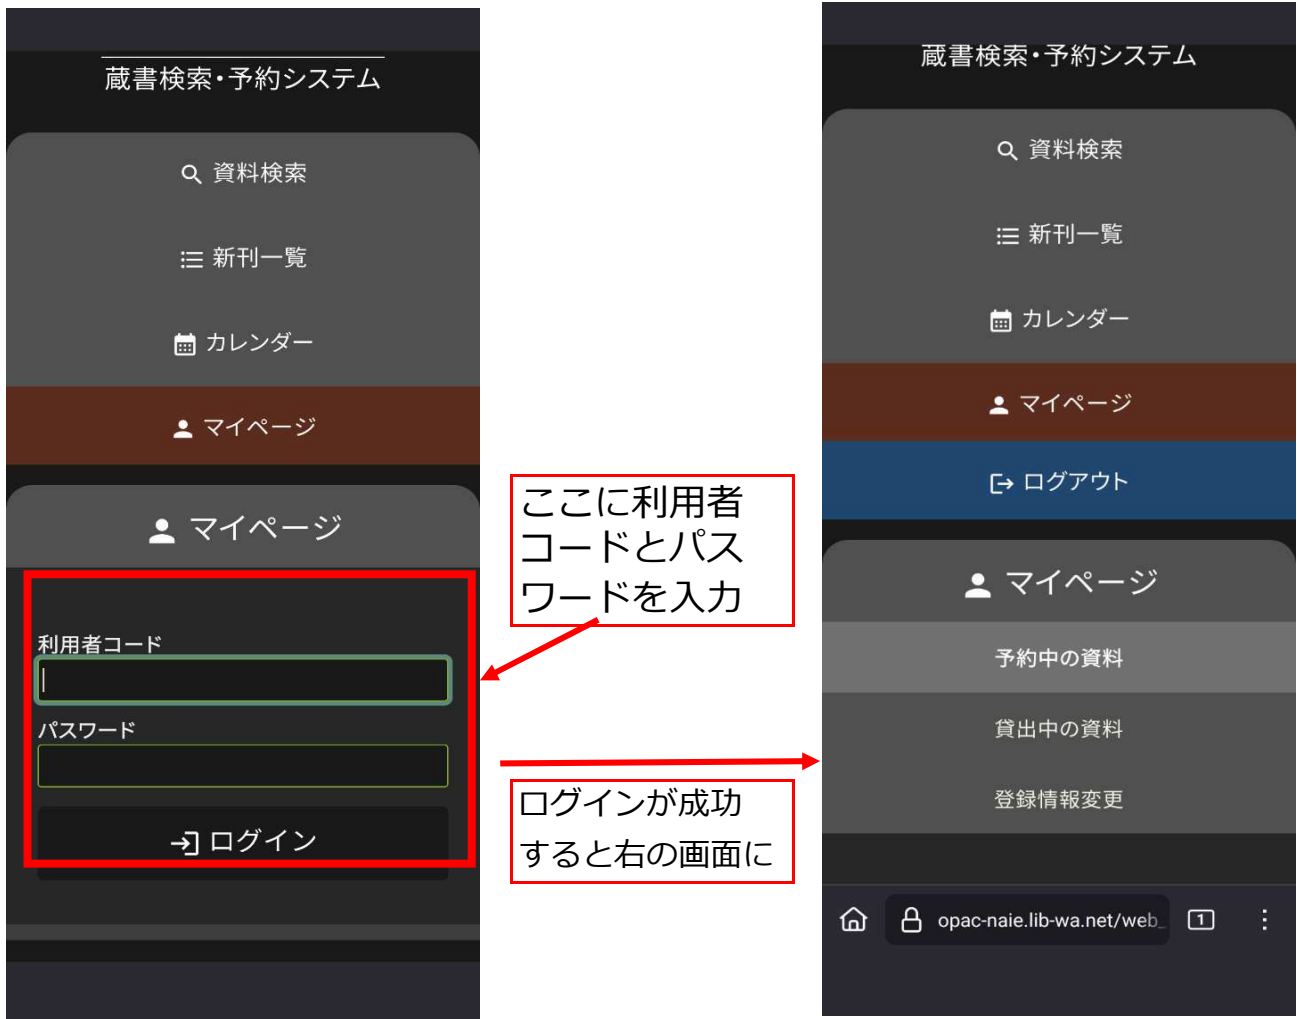 蔵書検索・予約システム
資料検索
新刊一覧
カレンダー
マイページ
マイページ
利用者コード
パスワード
ログイン
ここに利用者
コードとパス
ワードを入力
ログインが成功
すると右の画面に
蔵書検索・予約システム
資料検索
新刊一覧
カレンダー
マイページ
ログアウト
マイページ
予約中の資料
貸出中の資料
登録情報変更
opac-naie.lib-wa.net/web_
1